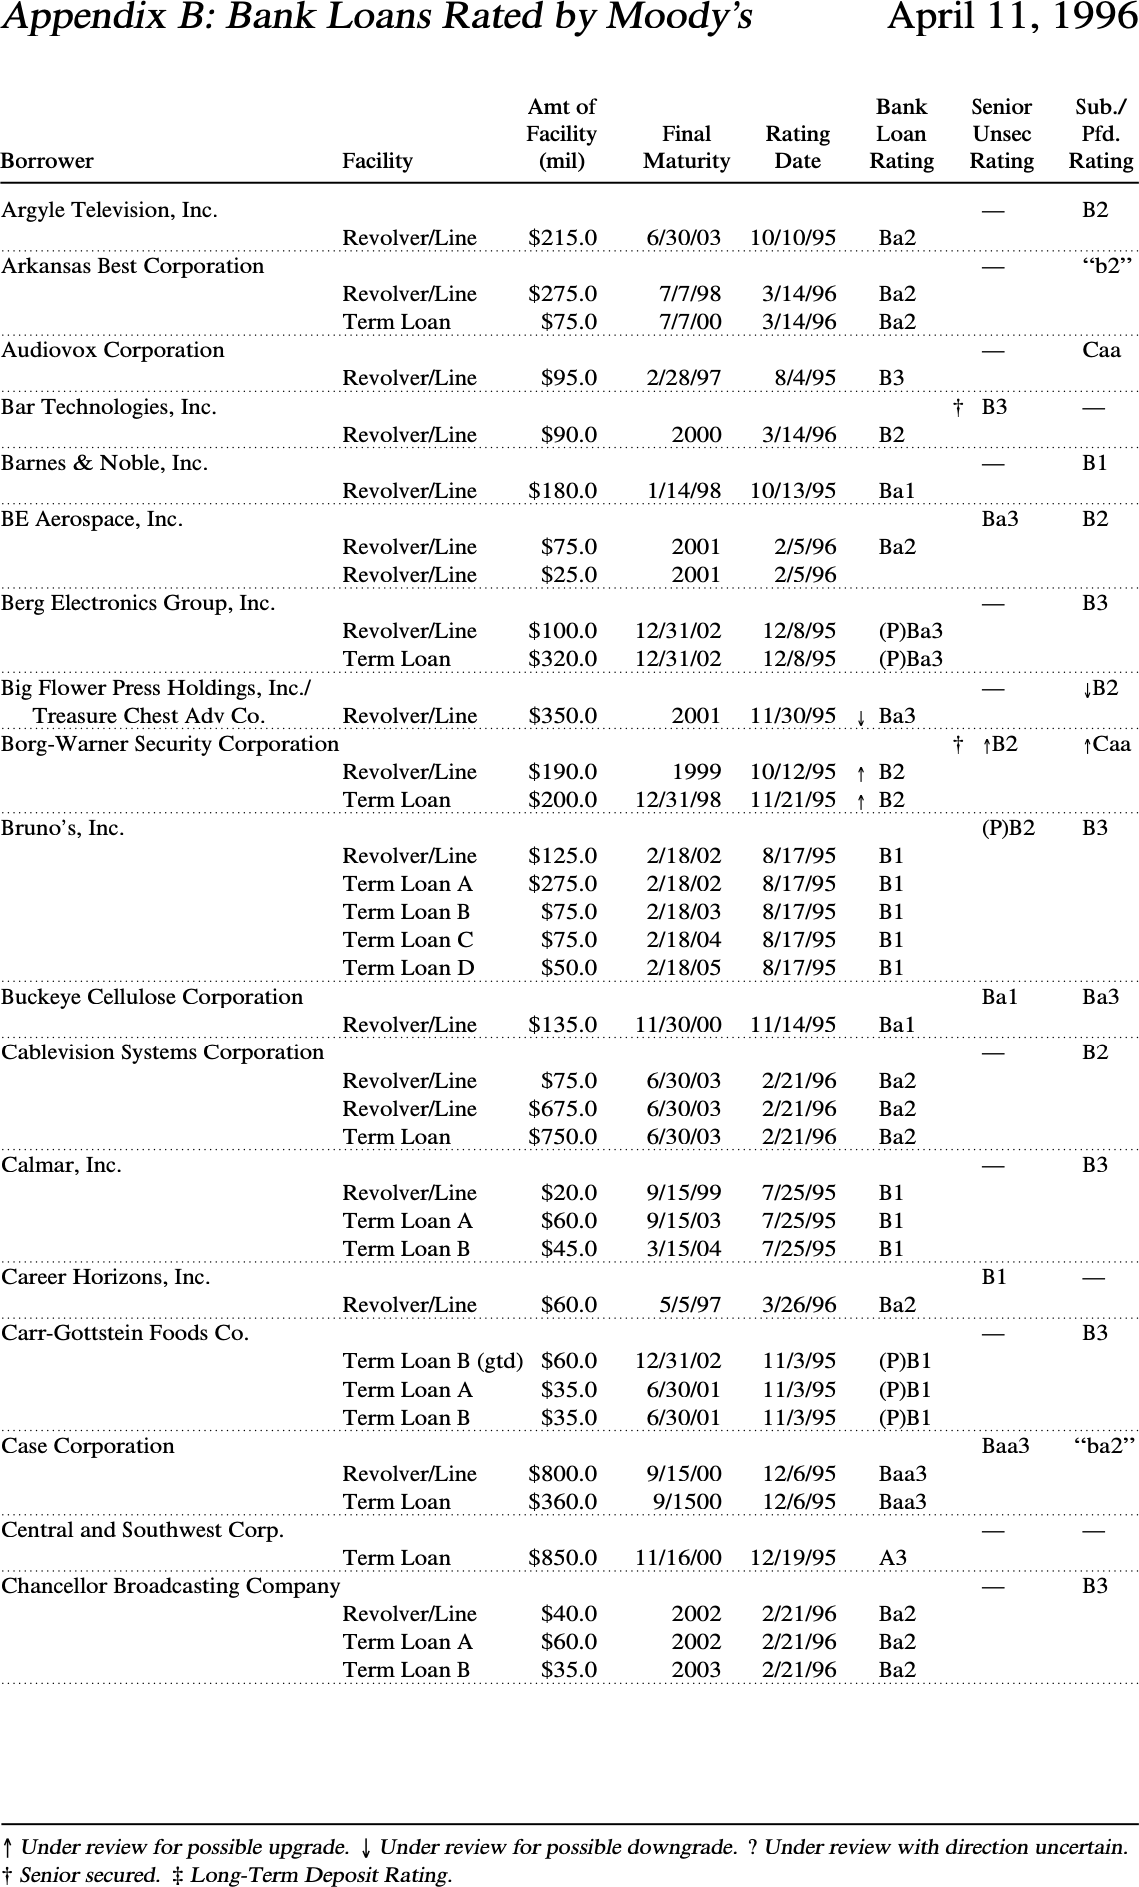 Appendix B: Bank Loans Rated by Moody's April 11, 1996
Amt of Bank Senior Sub./
Facility Final Rating Loan Unsec Pfd.
Borrower Facility (mil) Maturity Date Rating Rating Rating
Argyle Television, Inc. — B2
Revolver/Line $215.0 6/30/03 10/10/95 Ba2
Arkansas Best Corporation — “b2”
Revolver/Line $275.0 7/7/98 3/14/96 Ba2
Term Loan $75.0 7/7/00 3/14/96 Ba2
Audiovox Corporation — Caa
Revolver/Line $95.0 2/28/97 8/4/95 B3
Bar Technologies, Inc. † B3 —
Revolver/Line $90.0 2000 3/14/96 B2
Barnes & Noble, Inc. — B1
Revolver/Line $180.0 1/14/98 10/13/95 Ba1
BE Aerospace, Inc. Ba3 B2
Revolver/Line $75.0 2001 2/5/96 Ba2
Revolver/Line $25.0 2001 2/5/96
Berg Electronics Group, Inc. — B3
Revolver/Line $100.0 12/31/02 12/8/95 (P)Ba3
Term Loan $320.0 12/31/02 12/8/95 (P)Ba3
Big Flower Press Holdings, Inc./ — ↓B2
Treasure Chest Adv Co. Revolver/Line $350.0 2001 11/30/95 ↓ Ba3
Borg-Warner Security Corporation † ↑B2 ↑Caa
Revolver/Line $190.0 1999 10/12/95 ↑ B2
Term Loan $200.0 12/31/98 11/21/95 ↑ B2
Bruno’s, Inc. (P)B2 B3
Revolver/Line $125.0 2/18/02 8/17/95 B1
Term Loan A $275.0 2/18/02 8/17/95 B1
Term Loan B $75.0 2/18/03 8/17/95 B1
Term Loan C $75.0 2/18/04 8/17/95 B1
Term Loan D $50.0 2/18/05 8/17/95 B1
Buckeye Cellulose Corporation Ba1 Ba3
Revolver/Line $135.0 11/30/00 11/14/95 Ba1
Cablevision Systems Corporation — B2
Revolver/Line $75.0 6/30/03 2/21/96 Ba2
Revolver/Line $675.0 6/30/03 2/21/96 Ba2
Term Loan $750.0 6/30/03 2/21/96 Ba2
Calmar, Inc. — B3
Revolver/Line $20.0 9/15/99 7/25/95 B1
Term Loan A $60.0 9/15/03 7/25/95 B1
Term Loan B $45.0 3/15/04 7/25/95 B1
Career Horizons, Inc. B1 —
Revolver/Line $60.0 5/5/97 3/26/96 Ba2
Carr-Gottstein Foods Co. — B3
Term Loan B (gtd) $60.0 12/31/02 11/3/95 (P)B1
Term Loan A $35.0 6/30/01 11/3/95 (P)B1
Term Loan B $35.0 6/30/01 11/3/95 (P)B1
Case Corporation Baa3 “ba2”
Revolver/Line $800.0 9/15/00 12/6/95 Baa3
Term Loan $360.0 9/1500 12/6/95 Baa3
Central and Southwest Corp. — —
Term Loan $850.0 11/16/00 12/19/95 A3
Chancellor Broadcasting Company — B3
Revolver/Line $40.0 2002 2/21/96 Ba2
Term Loan A $60.0 2002 2/21/96 Ba2
Term Loan B $35.0 2003 2/21/96 Ba2
↑ Under review for possible upgrade. ↓ Under review for possible downgrade. ? Under review with direction uncertain.
† Senior secured. ‡ Long-Term Deposit Rating.